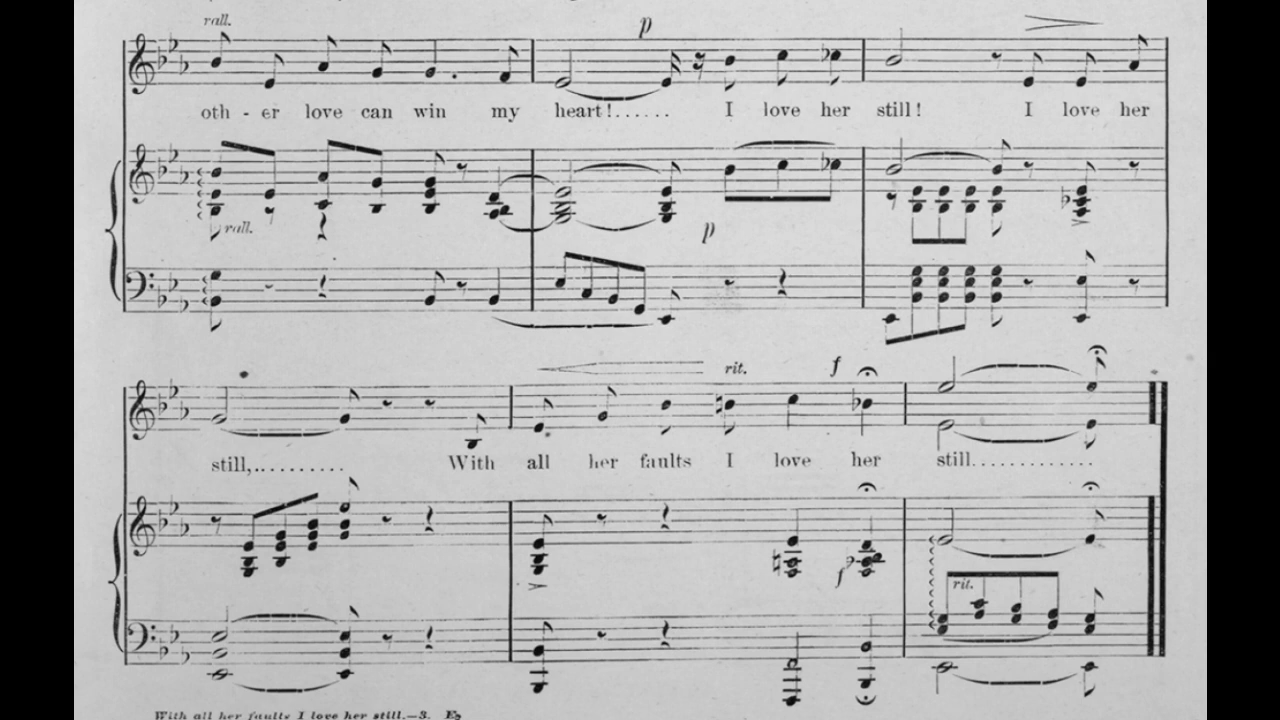 rall.
p
oth - er love can win my heart!...... I love her still! I love her
rall.
p
rit. f
still,.......... With all her faults I love her still.............
f
rit.
With all her faults I love her still.—3. E♭